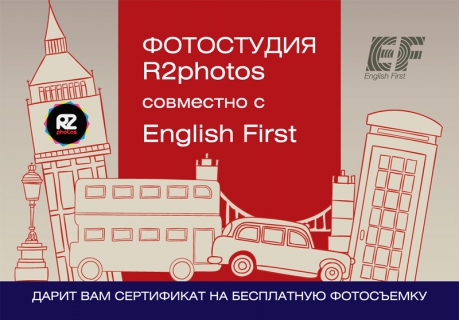 ФОТОСТУДИЯ
R2photos
совместно с
English First
EF
English First
R2
photos
ДАРИТ ВАМ СЕРТИФИКАТ НА БЕСПЛАТНУЮ ФОТОСЪЕМКУ